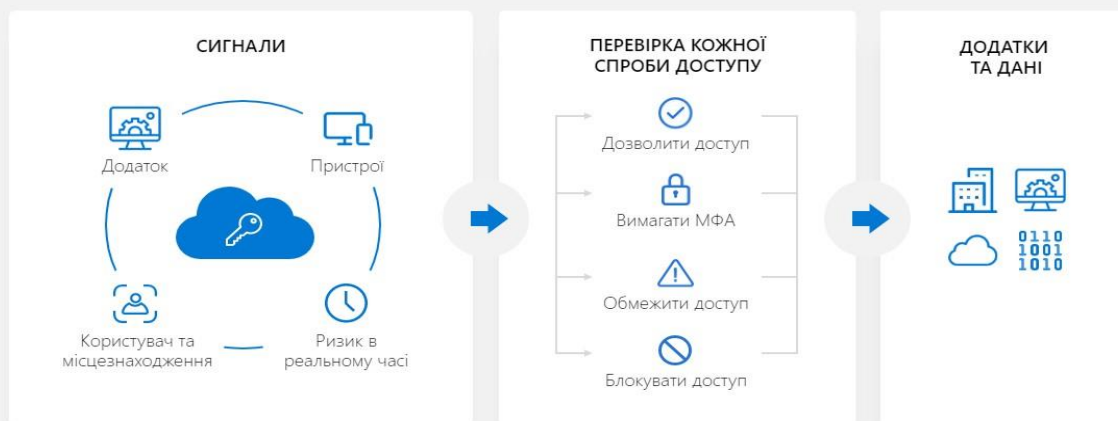 СИГНАЛИ
Додаток
Пристрої
Користувач та
місцезнаходження
Ризик в
реальному часі
ПЕРЕВІРКА КОЖНОЇ
СПРОБИ ДОСТУПУ
Дозволити доступ
Вимагати МФА
Обмежити доступ
Блокувати доступ
ДОДАТКИ
ТА ДАНІ
0110
1001
1010